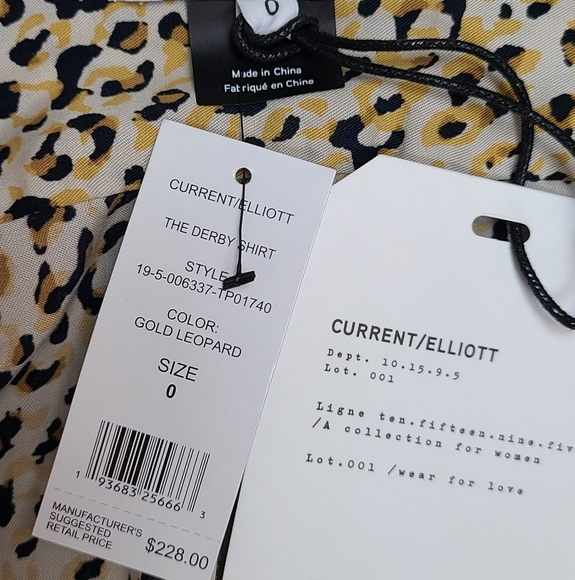 0
Made in China
Fabriqué en Chine
CURRENT/ELLIOTT
THE DERBY SHIRT
STYLE
19-5-006337-TP01740
COLOR:
GOLD LEOPARD
SIZE
0
1 93683 25666 3
MANUFACTURER'S
SUGGESTED
RETAIL PRICE
$228.00
CURRENT/ELLIOTT
Dept. 10.15.9.5
Lot. 001
Ligne ten.fifteen.nine.fiv
/A collection for women
Lot.001 /wear for love